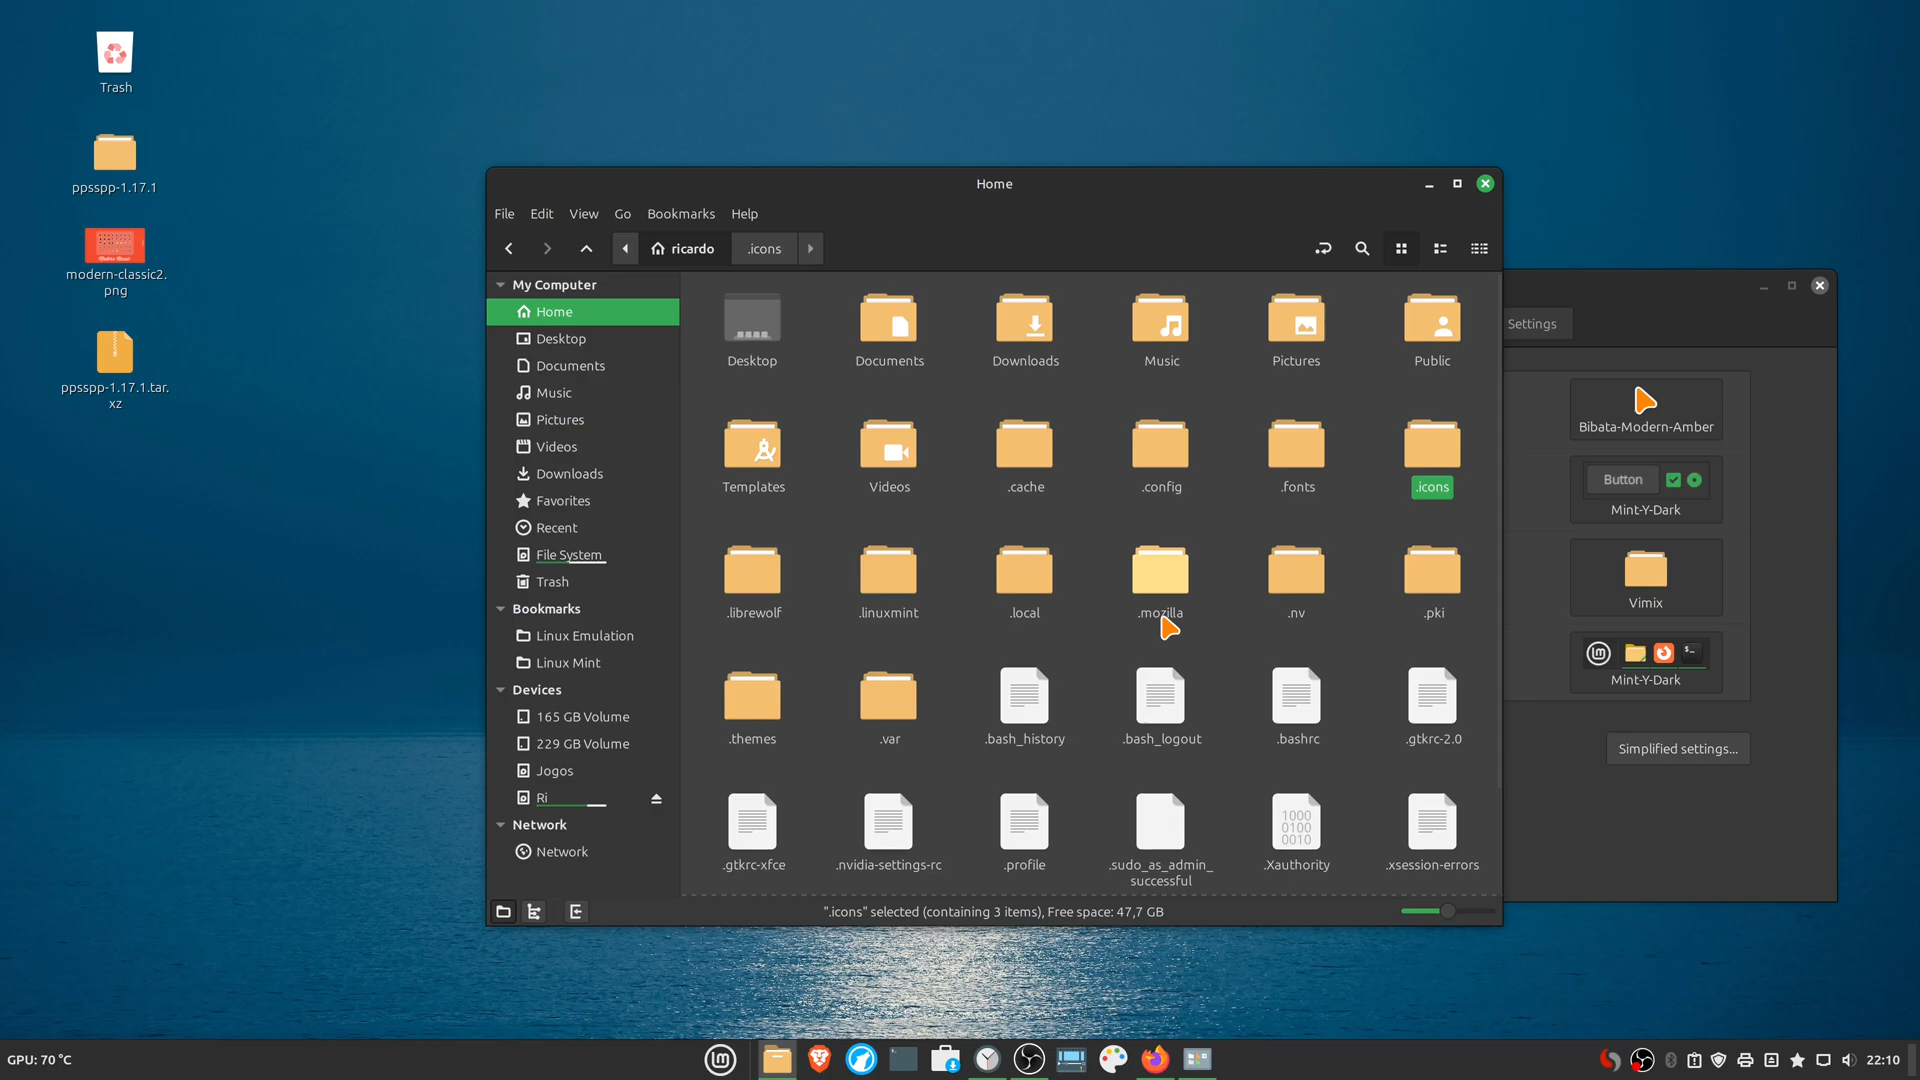 Trash
ppsspp-1.17.1
modern-classic2.
png
ppsspp-1.17.1.tar.
xz
Home
File Edit View Go Bookmarks Help
ricardo .icons
My Computer
Home
Desktop
Documents
Music
Pictures
Videos
Downloads
Favorites
Recent
File System
Trash
Bookmarks
Linux Emulation
Linux Mint
Devices
165 GB Volume
229 GB Volume
Jogos
Ri
Network
Network
Desktop Documents Downloads Music Pictures Public
Templates Videos .cache .config .fonts .icons
.librewolf .linuxmint .local .mozilla .nv .pki
.themes .var .bash_history .bash_logout .bashrc .gtkrc-2.0
1000
0100
0010
.gtkrc-xfce .nvidia-settings-rc .profile .sudo_as_admin_ .Xauthority .xsession-errors
successful
".icons" selected (containing 3 items), Free space: 47,7 GB
Settings
Bibata-Modern-Amber
Button
Mint-Y-Dark
Vimix
Mint-Y-Dark
Simplified settings...
GPU: 70 °C
22:10